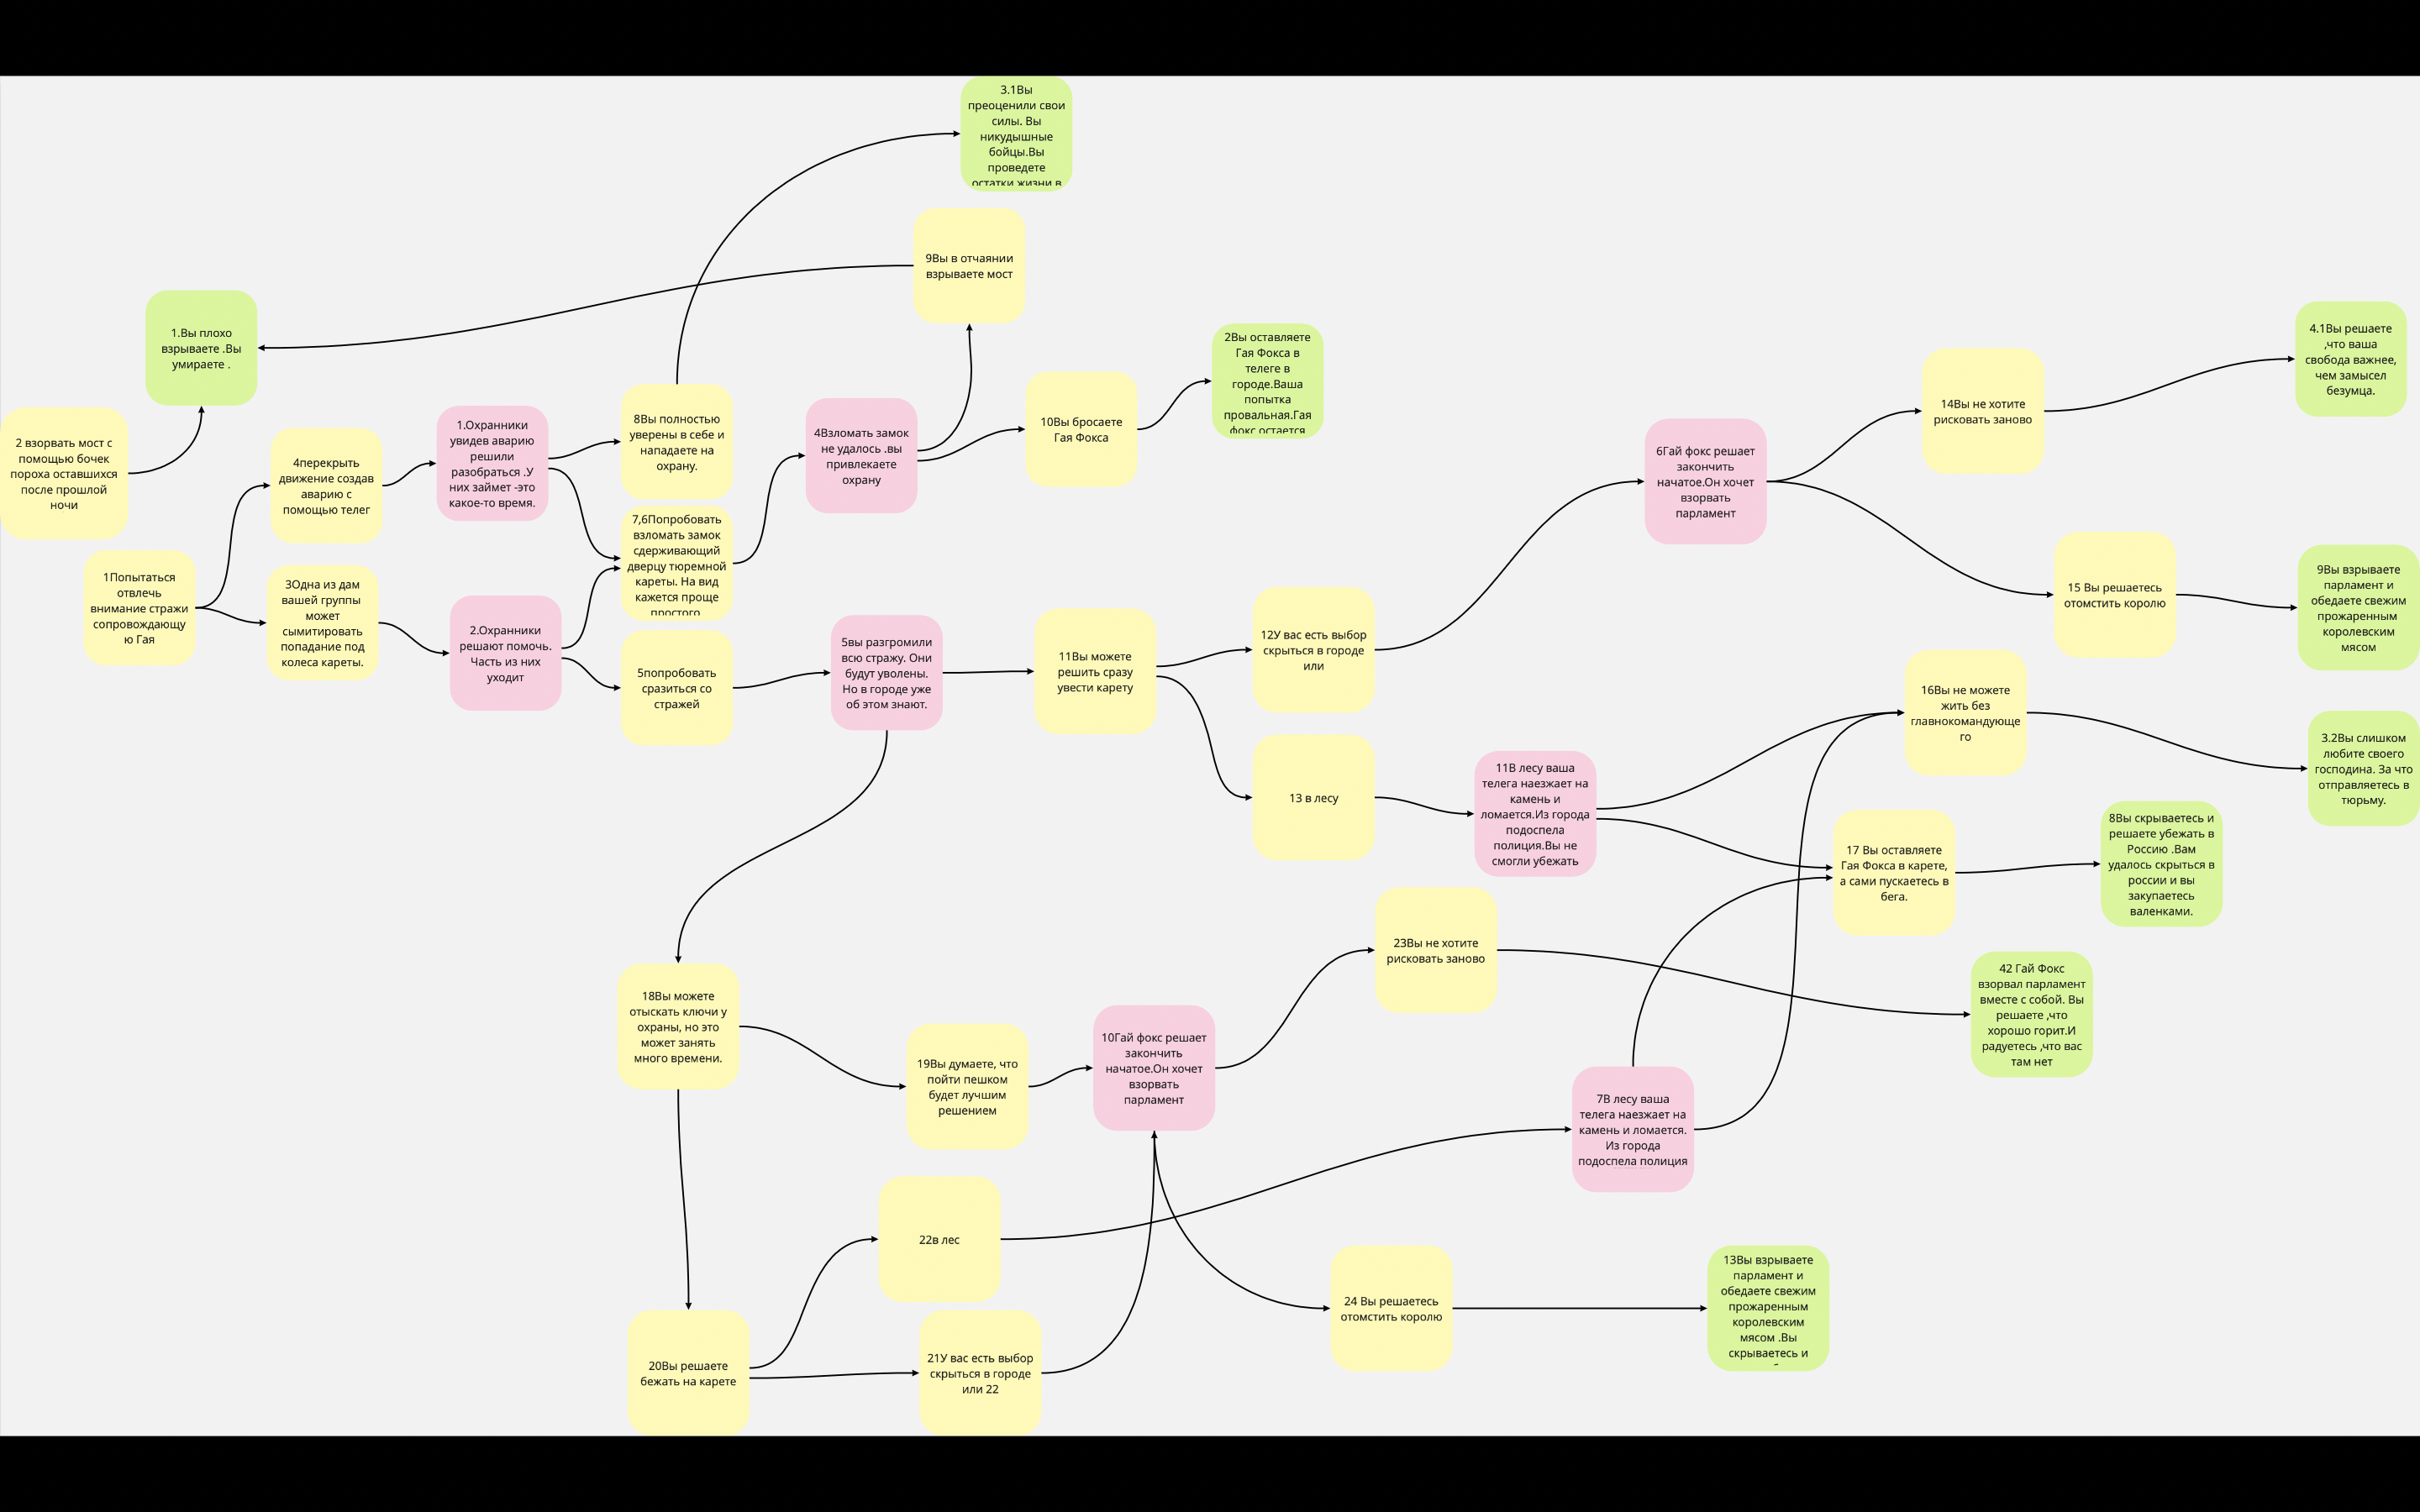 3.1Вы
преоценили свои
силы. Вы
никудышные
бойцы.Вы
проведете
остатки жизни в
9Вы в отчаянии
взрываете мост
1.Вы плохо
взрываете .Вы
умираете .
2Вы оставляете
Гая Фокса в
телеге в
городе.Ваша
попытка
провальная.Гая
фокс остается
4.1Вы решаете
,что ваша
свобода важнее,
чем замысел
безумца.
2 взорвать мост с
помощью бочек
пороха оставшихся
после прошлой
ночи
4перекрыть
движение создав
аварию с
помощью телег
1.Охранники
увидев аварию
решили
разобраться .У
них займет -это
какое-то время.
8Вы полностью
уверены в себе и
нападаете на
охрану.
4Взломать замок
не удалось .вы
привлекаете
охрану
10Вы бросаете
Гая Фокса
6Гай фокс решает
закончить
начатое.Он хочет
взорвать
парламент
14Вы не хотите
рисковать заново
1Попытаться
отвлечь
внимание стражи
сопровождающу
ю Гая
3Одна из дам
вашей группы
может
сымитировать
попадание под
колеса кареты.
2.Охранники
решают помочь.
Часть из них
уходит
7,6Попробовать
взломать замок
сдерживающий
дверцу тюремной
кареты. На вид
кажется проще
простого
5попробовать
сразиться со
стражей
5вы разгромили
всю стражу. Они
будут уволены.
Но в городе уже
об этом знают.
11Вы можете
решить сразу
увести карету
12У вас есть выбор
скрыться в городе
или
15 Вы решаетесь
отомстить королю
9Вы взрываете
парламент и
обедаете свежим
прожаренным
королевским
мясом
16Вы не можете
жить без
главнокомандующе
го
3.2Вы слишком
любите своего
господина. За что
отправляетесь в
тюрьму.
13 в лесу
11В лесу ваша
телега наезжает на
камень и
ломается.Из города
подоспела
полиция.Вы не
смогли убежать
17 Вы оставляете
Гая Фокса в карете,
а сами пускаетесь в
бега.
8Вы скрываетесь и
решаете убежать в
Россию .Вам
удалось скрыться в
россии и вы
закупаетесь
валенками.
23Вы не хотите
рисковать заново
42 Гай Фокс
взорвал парламент
вместе с собой. Вы
решаете ,что
хорошо горит.И
радуетесь ,что вас
там нет
18Вы можете
отыскать ключи у
охраны, но это
может занять
много времени.
19Вы думаете, что
пойти пешком
будет лучшим
решением
10Гай фокс решает
закончить
начатое.Он хочет
взорвать
парламент
7В лесу ваша
телега наезжает на
камень и ломается.
Из города
подоспела полиция
22в лес
24 Вы решаетесь
отомстить королю
13Вы взрываете
парламент и
обедаете свежим
прожаренным
королевским
мясом .Вы
скрываетесь и
20Вы решаете
бежать на карете
21У вас есть выбор
скрыться в городе
или 22